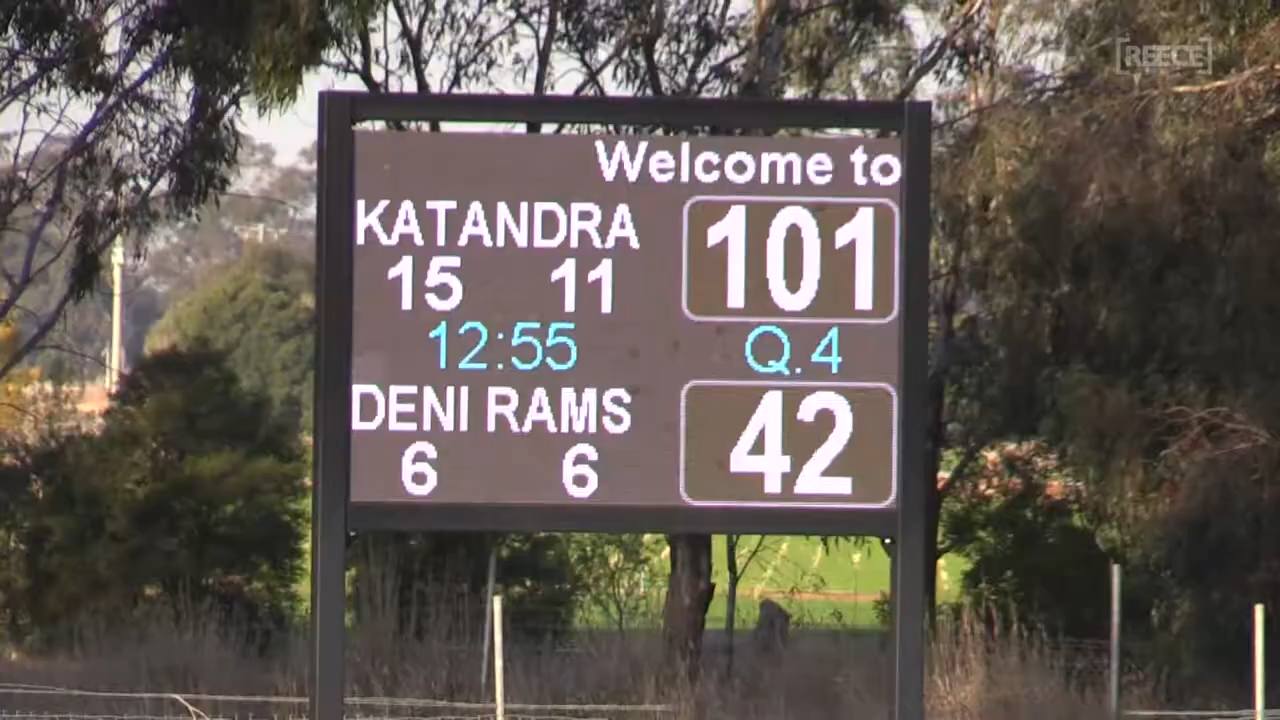 [REECE]
Welcome to
KATANDRA 101
15 11
12:55 Q.4
DENI RAMS 42
6 6